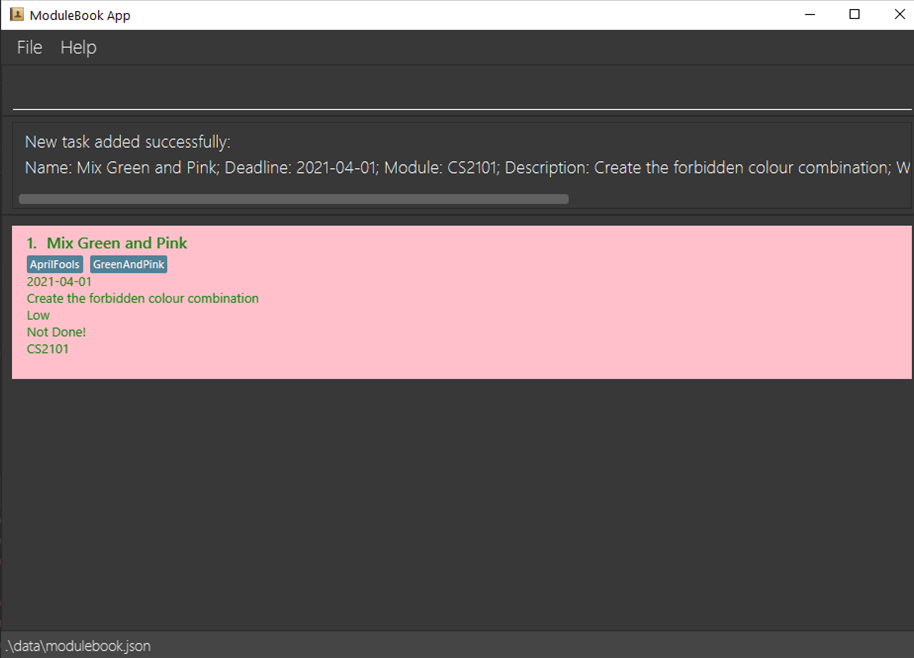 ModuleBook App
File Help
New task added successfully:
Name: Mix Green and Pink; Deadline: 2021-04-01; Module: CS2101; Description: Create the forbidden colour combination; W
1. Mix Green and Pink
AprilFools GreenAndPink
2021-04-01
Create the forbidden colour combination
Low
Not Done!
CS2101
.\data\modulebook.json